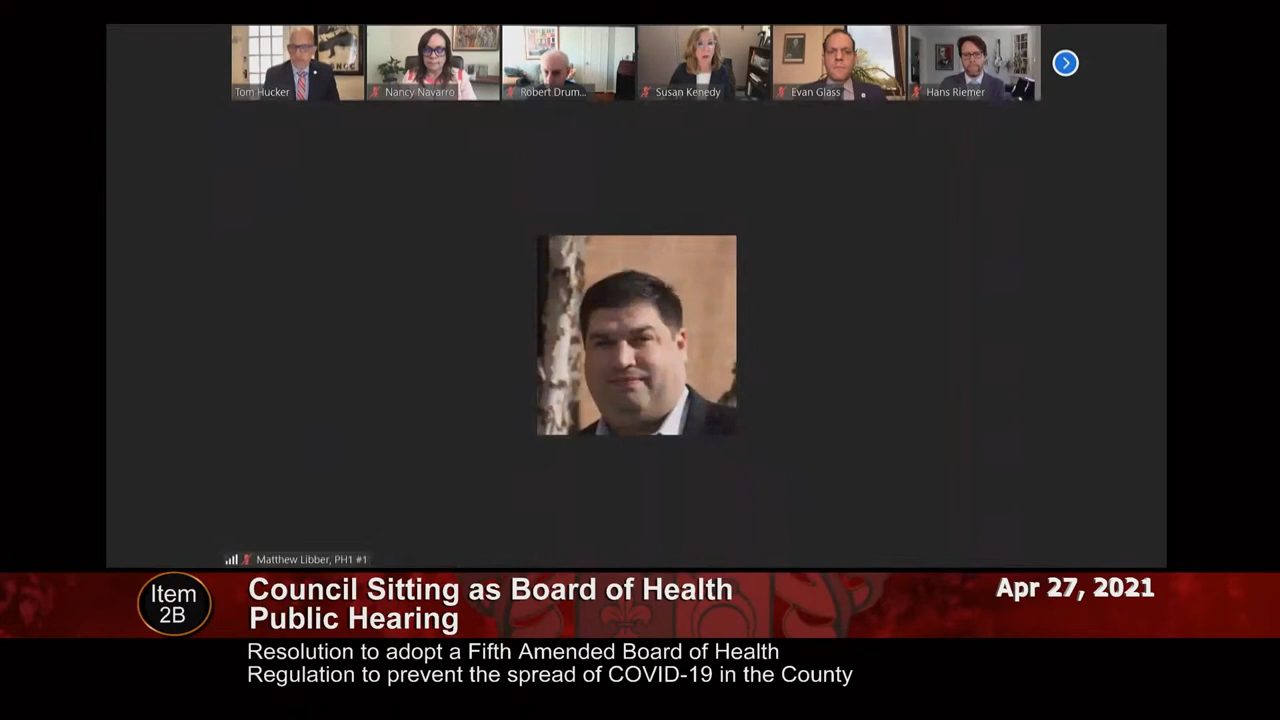 Tom Hucker
Nancy Navarro
Robert Drum...
Susan Kenedy
Evan Glass
Hans Riemer
Matthew Libber, PH1 #1
Item
2B
Council Sitting as Board of Health
Public Hearing
Apr 27, 2021
Resolution to adopt a Fifth Amended Board of Health
Regulation to prevent the spread of COVID-19 in the County